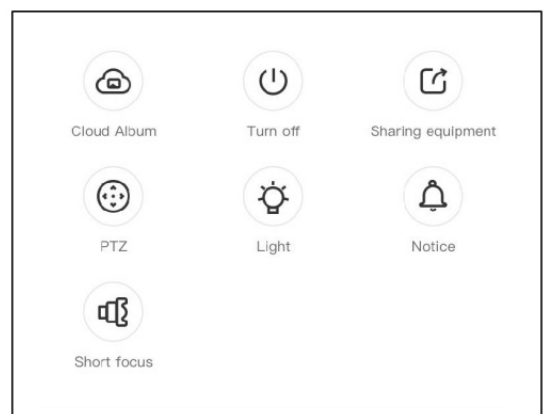 Cloud Album
Turn off
Sharing equipment
PTZ
Light
Notice
Short focus